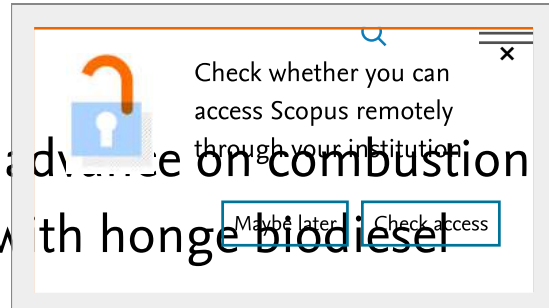 Check whether you can
access Scopus remotely
through your institution
advance on combustion
Maybe later Check access
with honge biodiesel